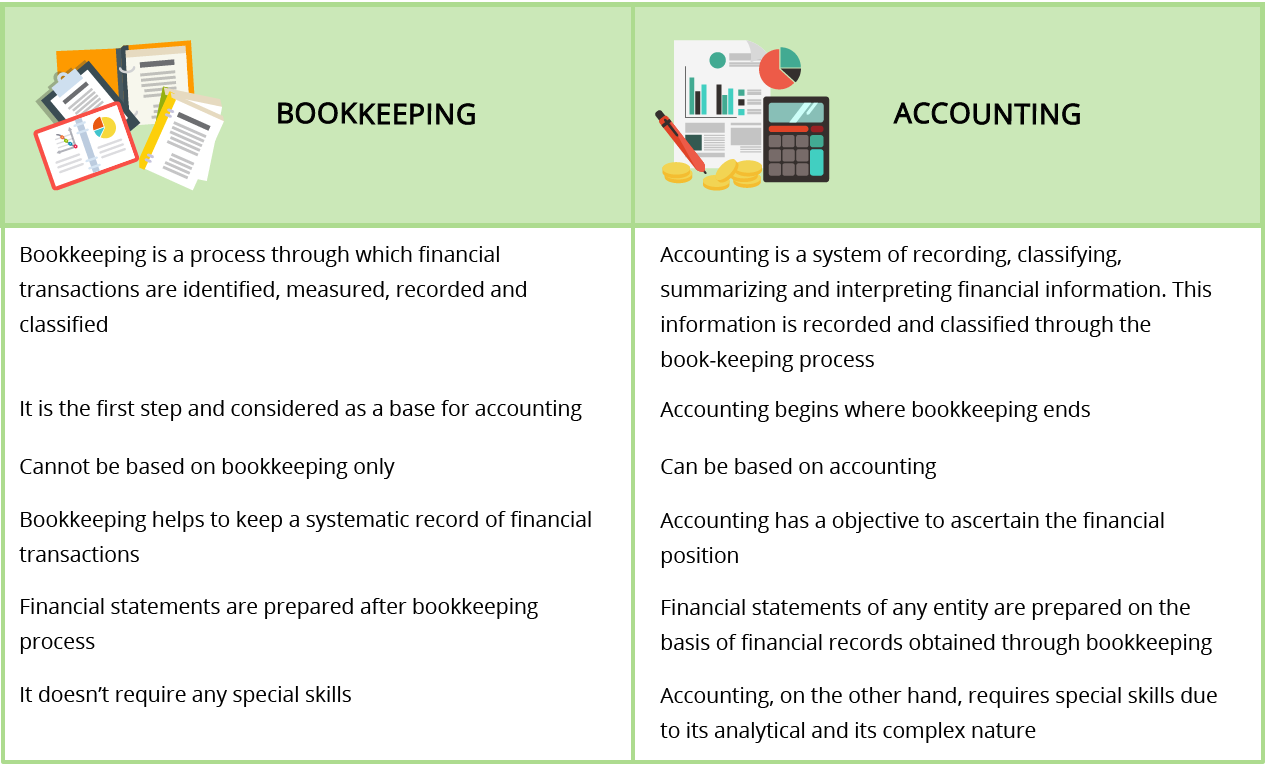 BOOKKEEPING
ACCOUNTING
Bookkeeping is a process through which financial
transactions are identified, measured, recorded and
classified
Accounting is a system of recording, classifying,
summarizing and interpreting financial information. This
information is recorded and classified through the
book-keeping process
It is the first step and considered as a base for accounting
Accounting begins where bookkeeping ends
Cannot be based on bookkeeping only
Can be based on accounting
Bookkeeping helps to keep a systematic record of financial
transactions
Accounting has a objective to ascertain the financial
position
Financial statements are prepared after bookkeeping
process
Financial statements of any entity are prepared on the
basis of financial records obtained through bookkeeping
It doesn’t require any special skills
Accounting, on the other hand, requires special skills due
to its analytical and its complex nature